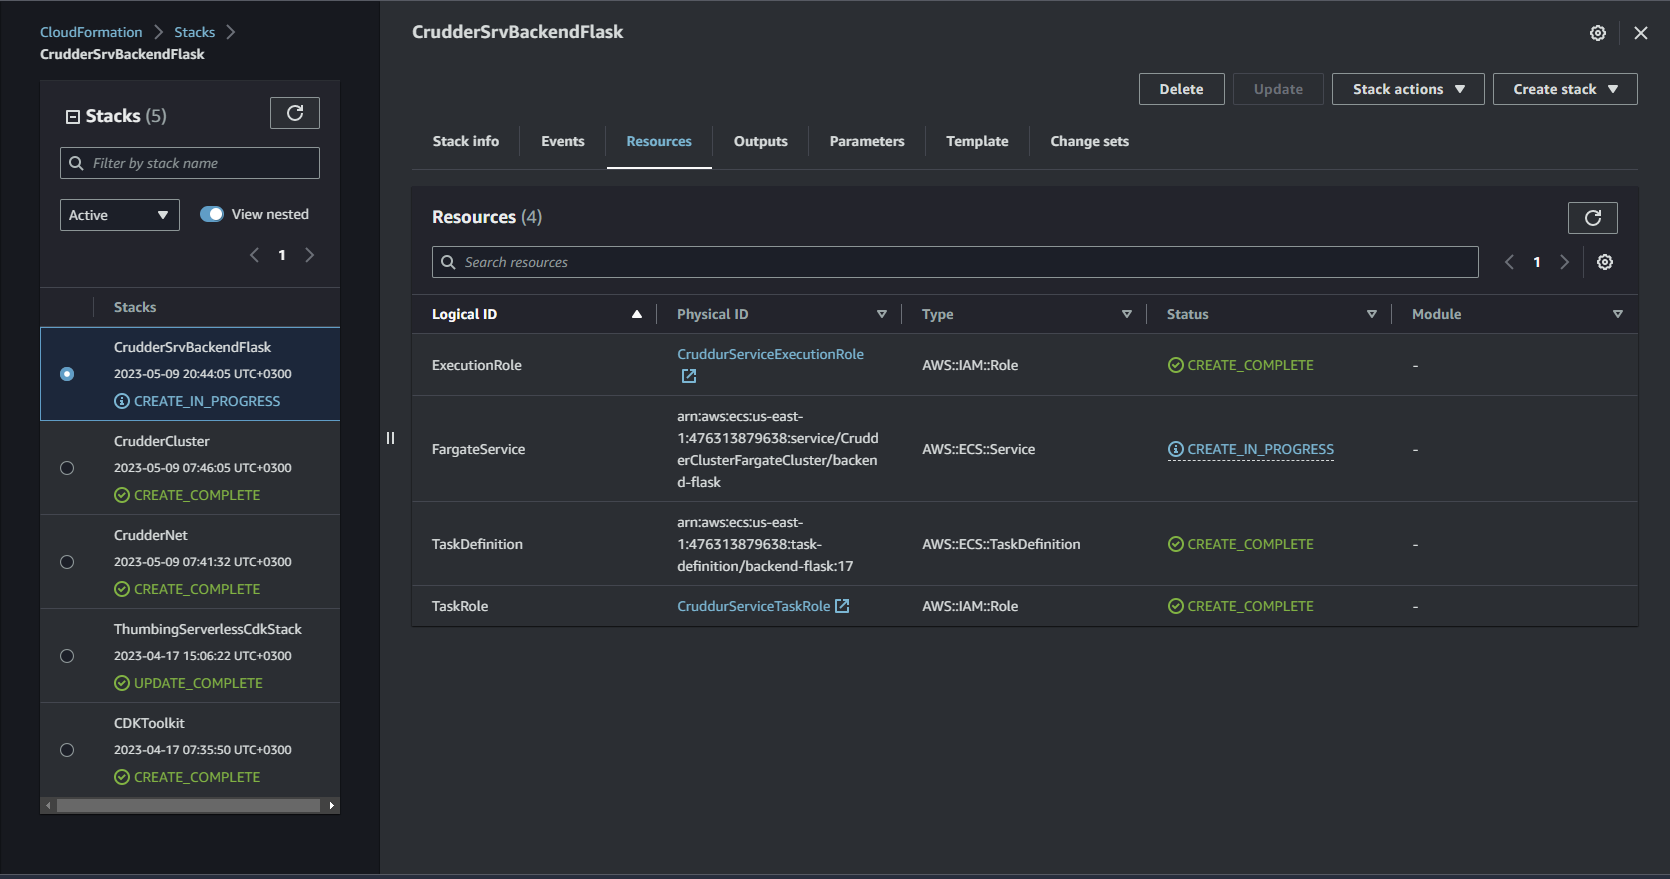 CloudFormation > Stacks >
CrudderSrvBackendFlask
Stacks (5)
Filter by stack name
Active
View nested
1
Stacks
CrudderSrvBackendFlask
2023-05-09 20:44:05 UTC+0300
CREATE_IN_PROGRESS
CrudderCluster
2023-05-09 07:46:05 UTC+0300
CREATE_COMPLETE
CrudderNet
2023-05-09 07:41:32 UTC+0300
CREATE_COMPLETE
ThumbingServerlessCdkStack
2023-04-17 15:06:22 UTC+0300
UPDATE_COMPLETE
CDKToolkit
2023-04-17 07:35:50 UTC+0300
CREATE_COMPLETE
CrudderSrvBackendFlask
Delete Update Stack actions Create stack
Stack info Events Resources Outputs Parameters Template Change sets
Resources (4)
Search resources
1
Logical ID Physical ID Type Status Module
ExecutionRole CruddurServiceExecutionRole AWS::IAM::Role CREATE_COMPLETE -
arn:aws:ecs:us-east-
1:476313879638:service/Crudd
FargateService erClusterFargateCluster/backen AWS::ECS::Service CREATE_IN_PROGRESS -
d-flask
arn:aws:ecs:us-east-
TaskDefinition 1:476313879638:task- AWS::ECS::TaskDefinition CREATE_COMPLETE -
definition/backend-flask:17
TaskRole CruddurServiceTaskRole AWS::IAM::Role CREATE_COMPLETE -